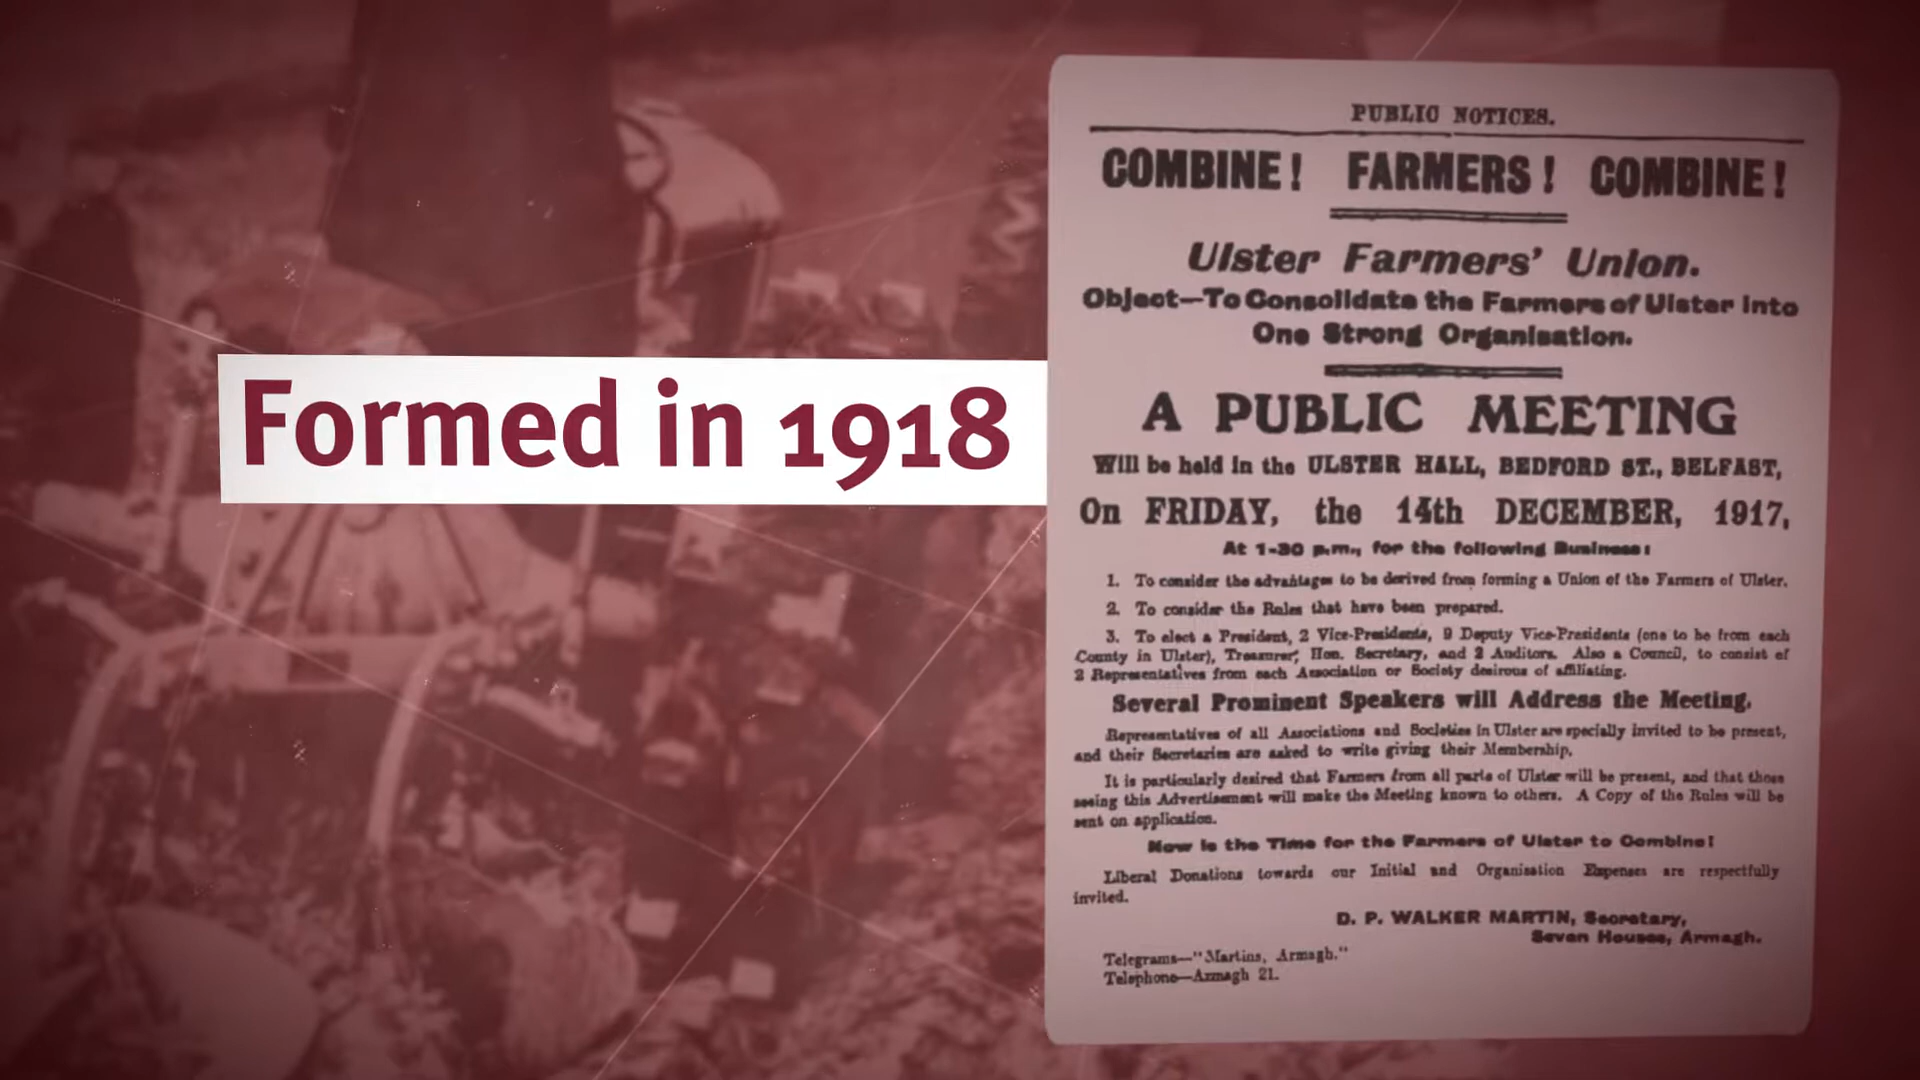 Formed in 1918
PUBLIC NOTICES.
COMBINE! FARMERS! COMBINE!
Ulster Farmers' Union.
Object—To Consolidate the Farmers of Ulster into
One Strong Organisation.
A PUBLIC MEETING
Will be held in the ULSTER HALL, BEDFORD ST., BELFAST,
On FRIDAY, the 14th DECEMBER, 1917,
At 1-30 p.m., for the following Business:
1. To consider the advantages to be derived from forming a Union of the Farmers of Ulster.
2. To consider the Rules that have been prepared.
3. To elect a President, 2 Vice-Presidents, 9 Deputy Vice-Presidents (one to be from each
County in Ulster), Treasurer, Hon. Secretary, and 2 Auditors. Also a Council, to consist of
2 Representatives from each Association or Society desirous of affiliating.
Several Prominent Speakers will Address the Meeting.
Representatives of all Associations and Societies in Ulster are specially invited to be present,
and their Secretaries are asked to write giving their Membership.
It is particularly desired that Farmers from all parts of Ulster will be present, and that those
seeing this Advertisement will make the Meeting known to others. A Copy of the Rules will be
sent on application.
Now is the Time for the Farmers of Ulster to Combine!
Liberal Donations towards our Initial and Organisation Expenses are respectfully
invited.
D. P. WALKER MARTIN, Secretary,
Seven Houses, Armagh.
Telegrams—"Martins, Armagh."
Telephone—Armagh 21.